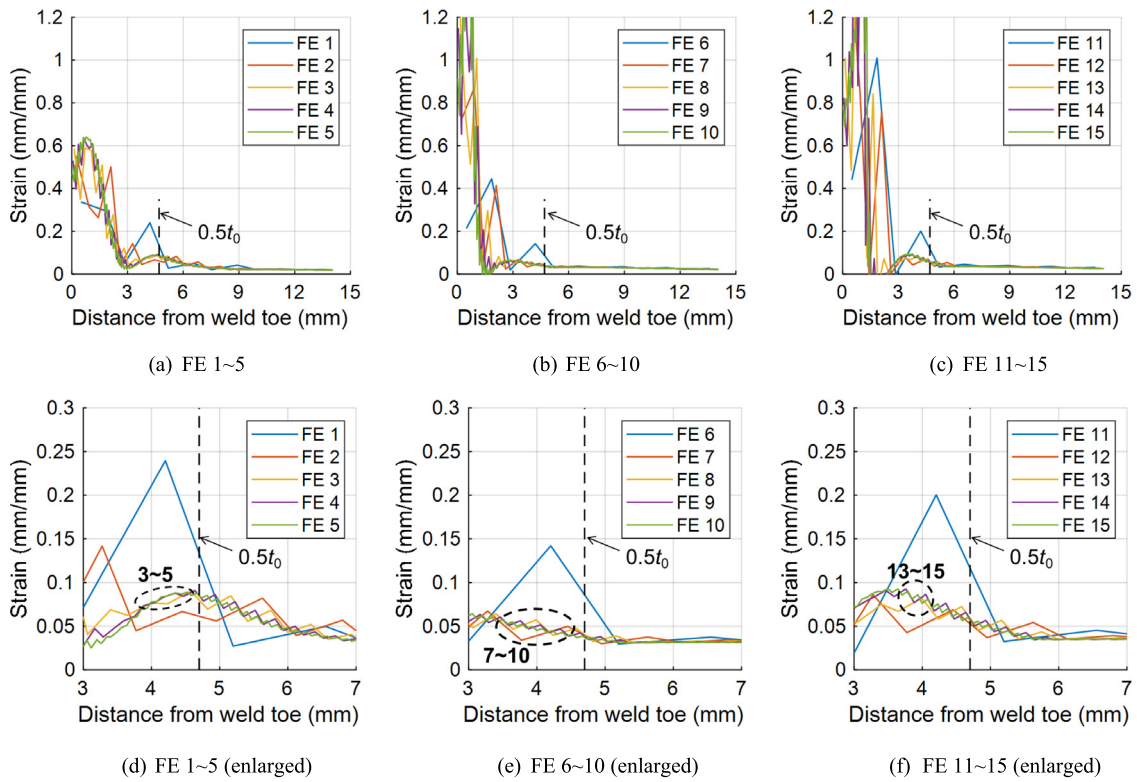 Strain (mm/mm)
1.2
1
0.8
0.6
0.4
0.2
0
FE 1
FE 2
FE 3
FE 4
FE 5
0.5t0
0 3 6 9 12 15
Distance from weld toe (mm)
(a) FE 1~5
Strain (mm/mm)
1.2
1
0.8
0.6
0.4
0.2
0
FE 6
FE 7
FE 8
FE 9
FE 10
0.5t0
0 3 6 9 12 15
Distance from weld toe (mm)
(b) FE 6~10
Strain (mm/mm)
1.2
1
0.8
0.6
0.4
0.2
0
FE 11
FE 12
FE 13
FE 14
FE 15
0.5t0
0 3 6 9 12 15
Distance from weld toe (mm)
(c) FE 11~15
Strain (mm/mm)
0.3
0.25
0.2
0.15
0.1
0.05
0
FE 1
FE 2
FE 3
FE 4
FE 5
0.5t0
3~5
3 4 5 6 7
Distance from weld toe (mm)
(d) FE 1~5 (enlarged)
Strain (mm/mm)
0.3
0.25
0.2
0.15
0.1
0.05
0
FE 6
FE 7
FE 8
FE 9
FE 10
0.5t0
7~10
3 4 5 6 7
Distance from weld toe (mm)
(e) FE 6~10 (enlarged)
Strain (mm/mm)
0.3
0.25
0.2
0.15
0.1
0.05
0
FE 11
FE 12
FE 13
FE 14
FE 15
0.5t0
13~15
3 4 5 6 7
Distance from weld toe (mm)
(f) FE 11~15 (enlarged)